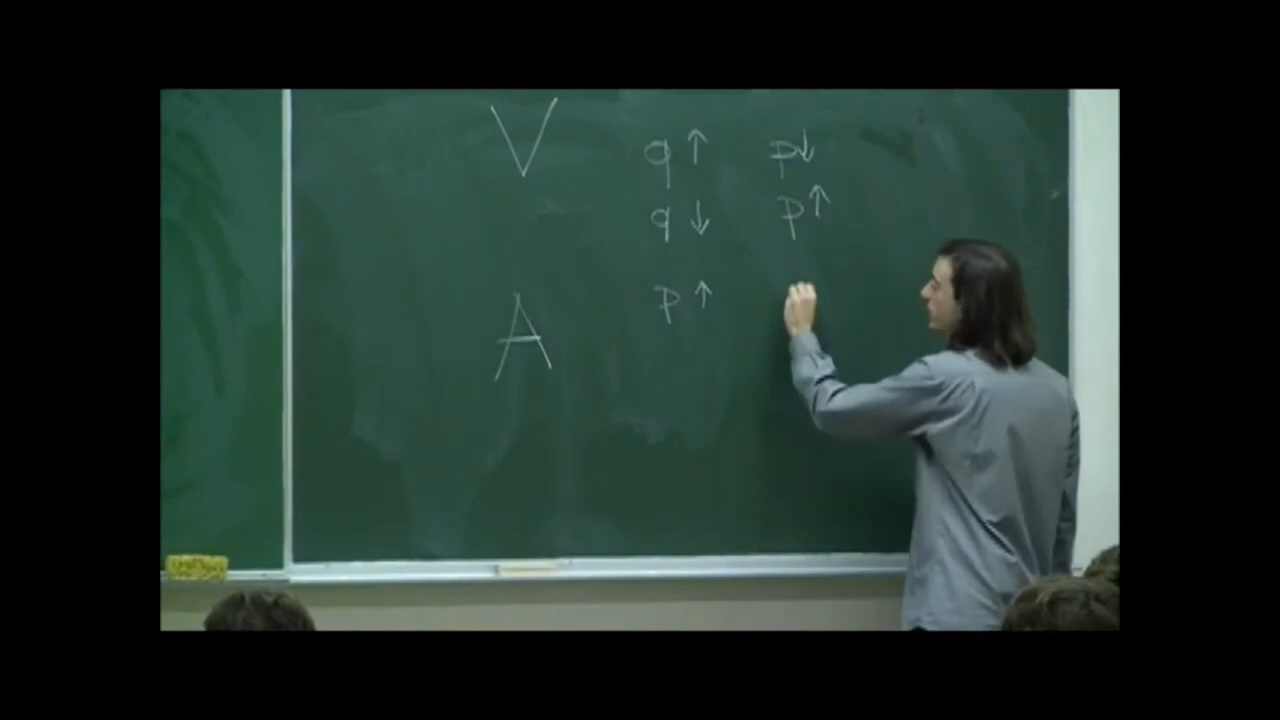 V q ↑ p ↓
q ↓ p ↑
A p ↑